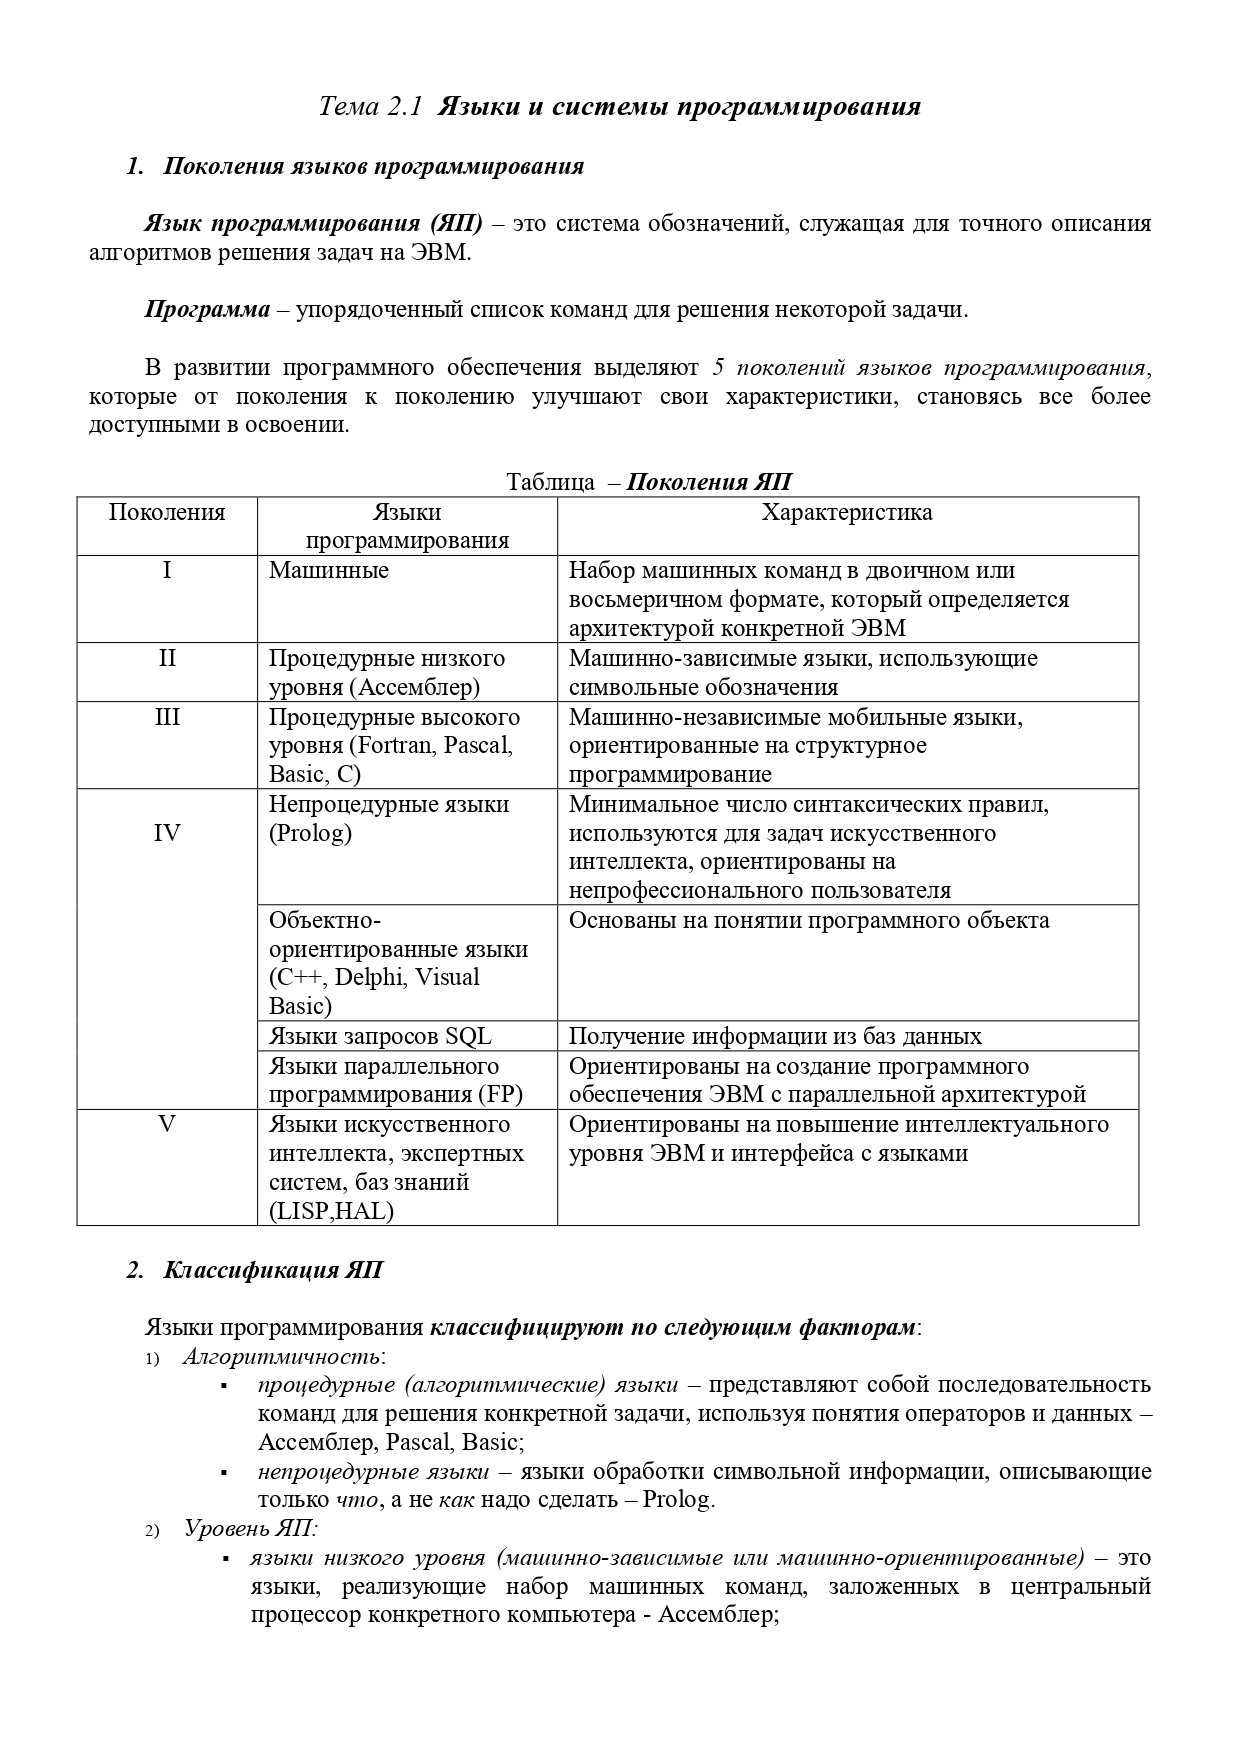 Тема 2.1 Языки и системы программирования
1. Поколения языков программирования
Язык программирования (ЯП) – это система обозначений, служащая для точного описания
алгоритмов решения задач на ЭВМ.
Программа – упорядоченный список команд для решения некоторой задачи.
В развитии программного обеспечения выделяют 5 поколений языков программирования,
которые от поколения к поколению улучшают свои характеристики, становясь все более
доступными в освоении.
Таблица – Поколения ЯП
Поколения
Языки
программирования
Характеристика
I
Машинные
Набор машинных команд в двоичном или
восьмеричном формате, который определяется
архитектурой конкретной ЭВМ
II
Процедурные низкого
уровня (Ассемблер)
Машинно-зависимые языки, использующие
символьные обозначения
III
Процедурные высокого
уровня (Fortran, Pascal,
Basic, C)
Машинно-независимые мобильные языки,
ориентированные на структурное
программирование
IV
Непроцедурные языки
(Prolog)
Минимальное число синтаксических правил,
используются для задач искусственного
интеллекта, ориентированы на
непрофессионального пользователя
Объектно-
ориентированные языки
(C++, Delphi, Visual
Basic)
Основаны на понятии программного объекта
Языки запросов SQL
Получение информации из баз данных
Языки параллельного
программирования (FP)
Ориентированы на создание программного
обеспечения ЭВМ с параллельной архитектурой
V
Языки искусственного
интеллекта, экспертных
систем, баз знаний
(LISP,HAL)
Ориентированы на повышение интеллектуального
уровня ЭВМ и интерфейса с языками
2. Классификация ЯП
Языки программирования классифицируют по следующим факторам:
1) Алгоритмичность:
▪ процедурные (алгоритмические) языки – представляют собой последовательность
команд для решения конкретной задачи, используя понятия операторов и данных –
Ассемблер, Pascal, Basic;
▪ непроцедурные языки – языки обработки символьной информации, описывающие
только что, а не как надо сделать – Prolog.
2) Уровень ЯП:
▪ языки низкого уровня (машинно-зависимые или машинно-ориентированные) – это
языки, реализующие набор машинных команд, заложенных в центральный
процессор конкретного компьютера - Ассемблер;